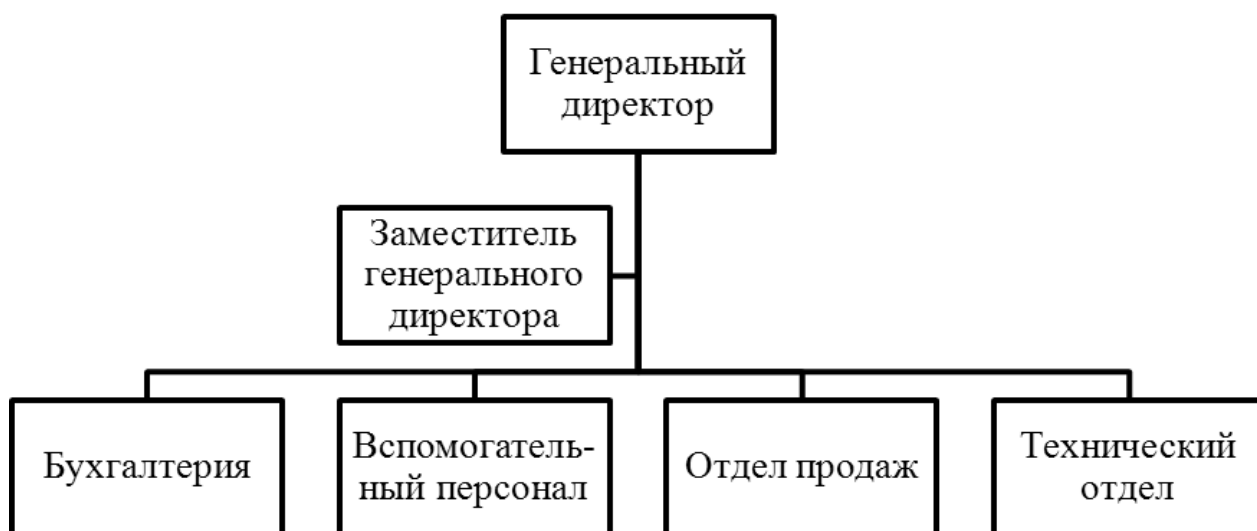 Генеральный
директор
Заместитель
генерального
директора
Бухгалтерия
Вспомогатель-
ный персонал
Отдел продаж
Технический
отдел